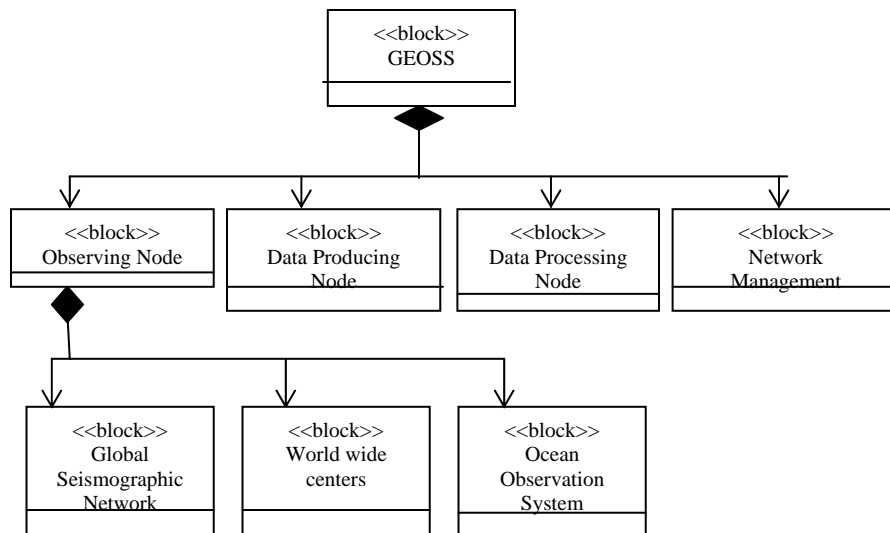 <<block>>
GEOSS
<<block>>
Observing Node
<<block>>
Data Producing
Node
<<block>>
Data Processing
Node
<<block>>
Network
Management
<<block>>
Global
Seismographic
Network
<<block>>
World wide
centers
<<block>>
Ocean
Observation
System